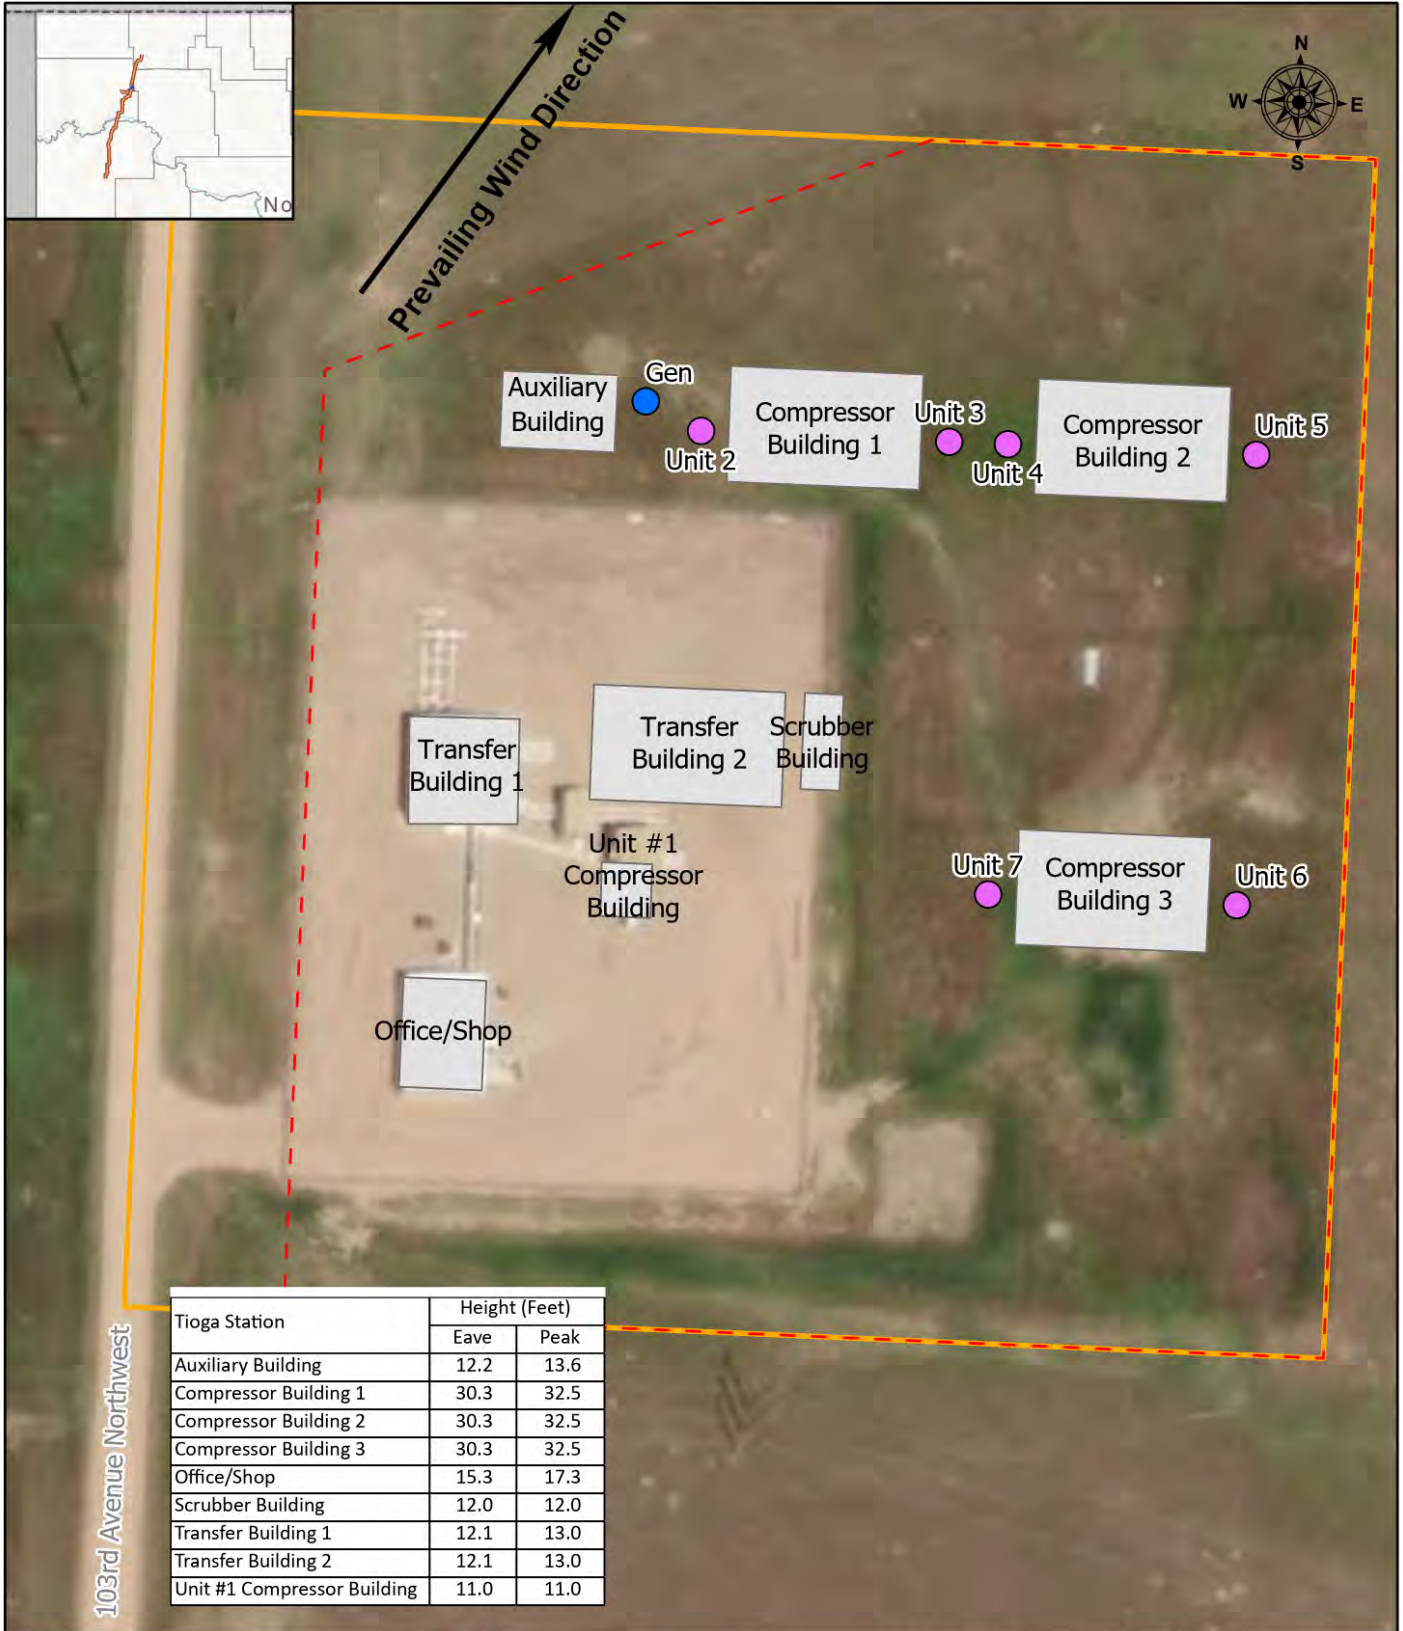 No
Prevailing Wind Direction
N
W
E
S
Auxiliary
Building
Gen
Unit 2
Compressor
Building 1
Unit 3
Unit 4
Compressor
Building 2
Unit 5
Transfer
Building 1
Transfer
Building 2
Scrubber
Building
Unit #1
Compressor
Building
Unit 7
Compressor
Building 3
Unit 6
Office/Shop
103rd Avenue Northwest
Tioga Station Height (Feet)
Eave Peak
Auxiliary Building 12.2 13.6
Compressor Building 1 30.3 32.5
Compressor Building 2 30.3 32.5
Compressor Building 3 30.3 32.5
Office/Shop 15.3 17.3
Scrubber Building 12.0 12.0
Transfer Building 1 12.1 13.0
Transfer Building 2 12.1 13.0
Unit #1 Compressor Building 11.0 11.0